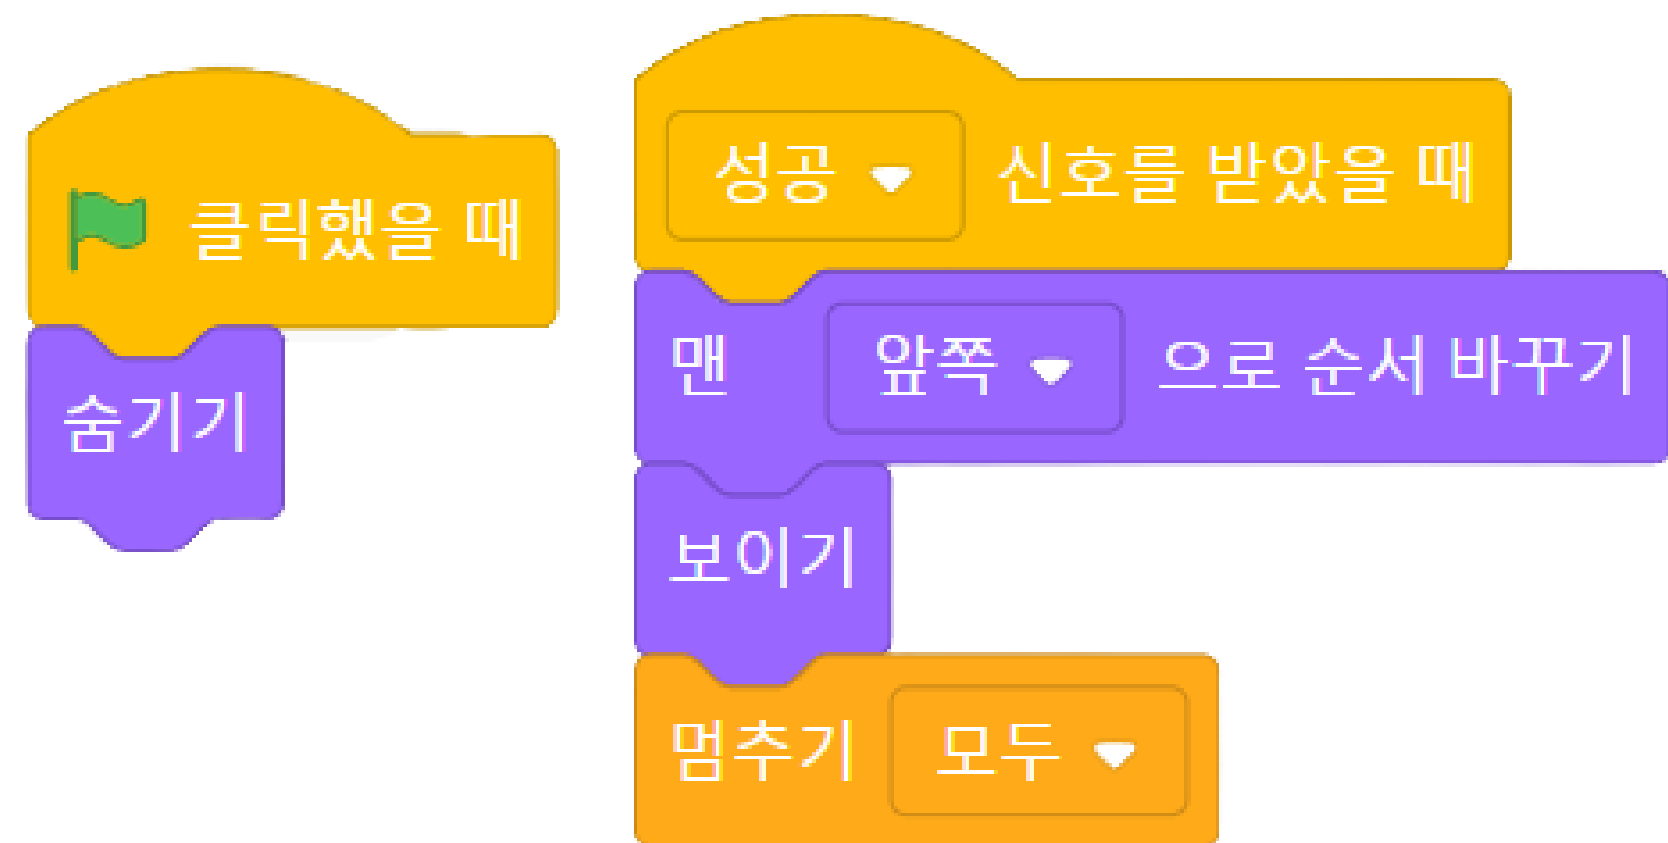 클릭했을 때
숨기기
성공 신호를 받았을 때
맨 앞쪽 으로 순서 바꾸기
보이기
멈추기 모두